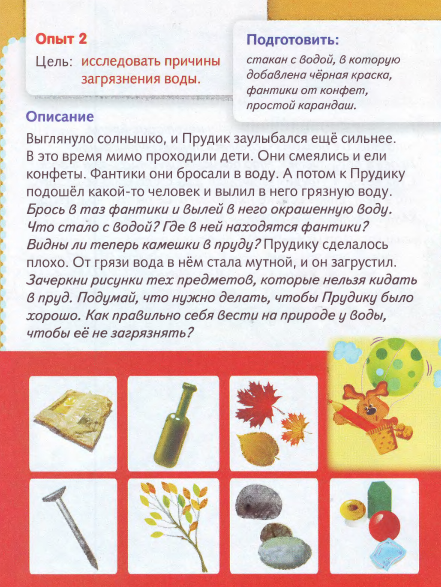 Опыт 2
Цель: исследовать причины
загрязнения воды.
Подготовить:
стакан с водой, в которую
добавлена чёрная краска,
фантики от конфет,
простой карандаш.
Описание
Выглянуло солнышко, и Прудик заулыбался ещё сильнее.
В это время мимо проходили дети. Они смеялись и ели
конфеты. Фантики они бросали в воду. А потом к Прудику
подошёл какой-то человек и вылил в него грязную воду.
Брось в таз фантики и вылей в него окрашенную воду.
Что стало с водой? Где в ней находятся фантики?
Видны ли теперь камешки в пруду? Прудику сделалось
плохо. От грязи вода в нём стала мутной, и он загрустил.
Зачеркни рисунки тех предметов, которые нельзя кидать
в пруд. Подумай, что нужно делать, чтобы Прудику было
хорошо. Как правильно себя вести на природе у воды,
чтобы её не загрязнять?